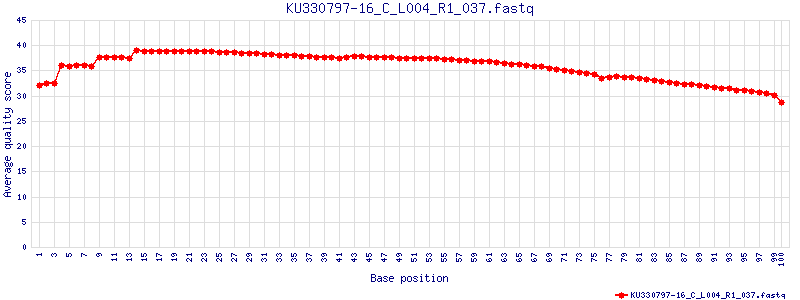 KU330797-16_C_L004_R1_037.fastq
Average quality score
45
40
35
30
25
20
15
10
5
0
1 3 5 7 9 11 13 15 17 19 21 23 25 27 29 31 33 35 37 39 41 43 45 47 49 51 53 55 57 59 61 63 65 67 69 71 73 75 77 79 81 83 85 87 89 91 93 95 97 99 100
Base position
KU330797-16_C_L004_R1_037.fastq